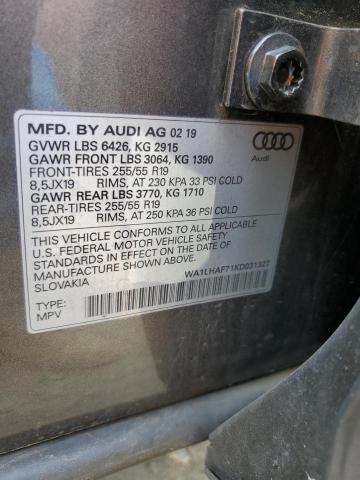 MFD. BY AUDI AG 02 19
GVWR LBS 6426, KG 2915
GAWR FRONT LBS 3064, KG 1390
FRONT-TIRES 255/55 R19
8,5JX19 RIMS, AT 230 KPA 33 PSI COLD
GAWR REAR LBS 3770, KG 1710
REAR-TIRES 255/55 R19
8,5JX19 RIMS, AT 250 KPA 36 PSI COLD
THIS VEHICLE CONFORMS TO ALL APPLICABLE
U.S. FEDERAL MOTOR VEHICLE SAFETY
STANDARDS IN EFFECT ON THE DATE OF
MANUFACTURE SHOWN ABOVE.
SLOVAKIA
WA1LHAF71KD031327
TYPE:
MPV
Audi